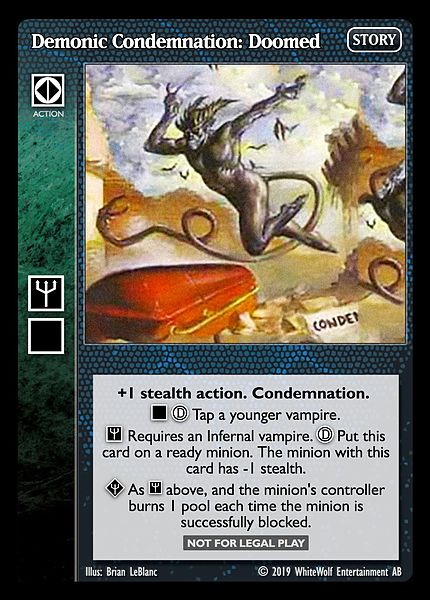 Demonic Condemnation: Doomed
STORY
ACTION
CONDE
+1 stealth action. Condemnation.
D Tap a younger vampire.
Requires an Infernal vampire. D Put this
card on a ready minion. The minion with this
card has -1 stealth.
As above, and the minion's controller
burns 1 pool each time the minion is
successfully blocked.
NOT FOR LEGAL PLAY
Illus: Brian LeBlanc
© 2019 WhiteWolf Entertainment AB